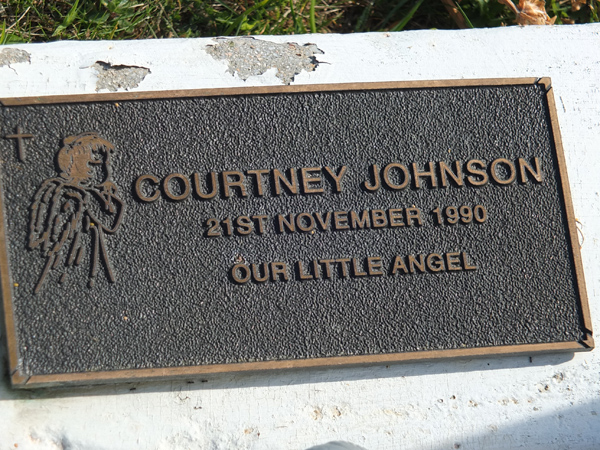 COURTNEY JOHNSON
21ST NOVEMBER 1990
OUR LITTLE ANGEL